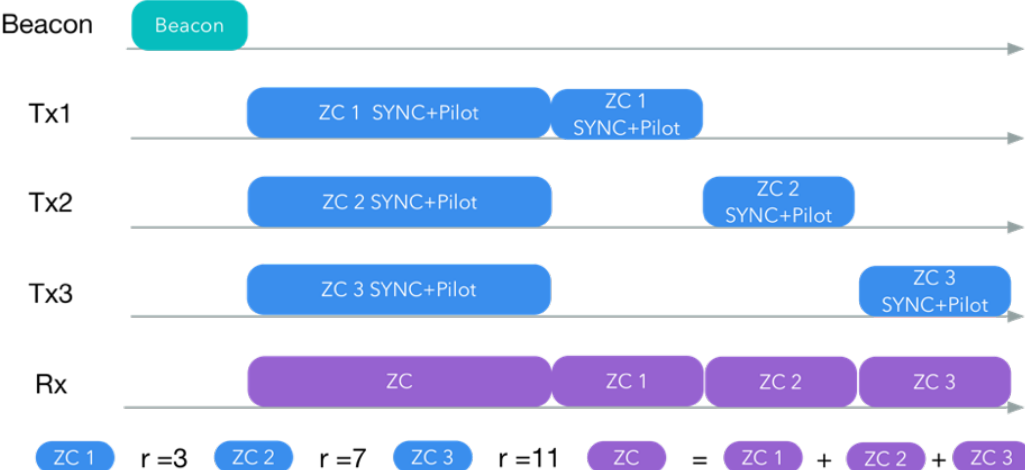 Beacon
Beacon
Tx1
ZC 1 SYNC+Pilot
ZC 1
SYNC+Pilot
Tx2
ZC 2 SYNC+Pilot
ZC 2
SYNC+Pilot
Tx3
ZC 3 SYNC+Pilot
ZC 3
SYNC+Pilot
Rx
ZC
ZC 1
ZC 2
ZC 3
ZC 1 r =3 ZC 2 r =7 ZC 3 r =11 ZC = ZC 1 + ZC 2 + ZC 3